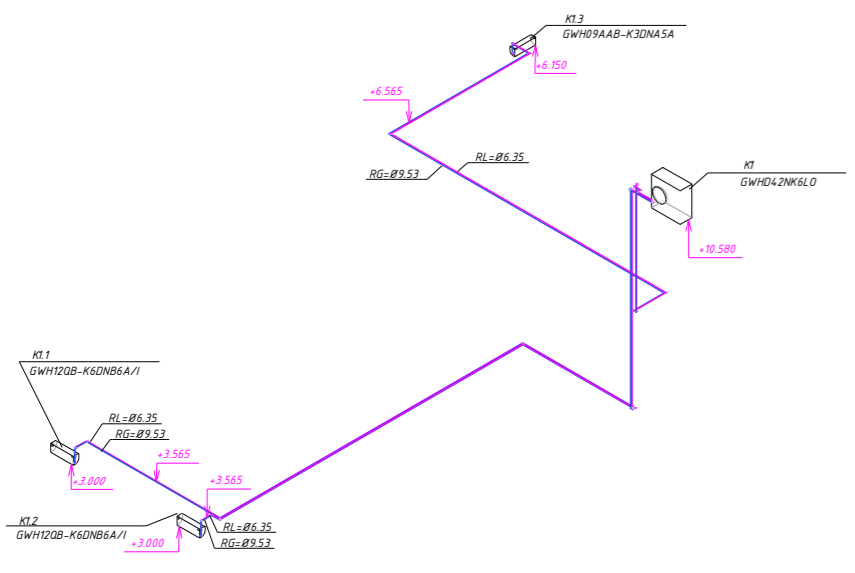 K1.3
GWH09AAB-K3DNA5A
+6.150
+6.565
RL=Ø6.35
RG=Ø9.53
K1
GWHD42NK6LO
+10.580
K1.1
GWH12QB-K6DNB6A/I
RL=Ø6.35
RG=Ø9.53
+3.565
+3.000
+3.565
K1.2
GWH12QB-K6DNB6A/I
+3.000
RL=Ø6.35
RG=Ø9.53